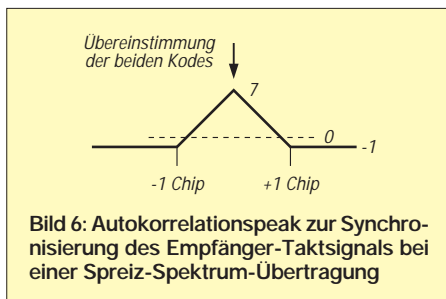 Übereinstimmung
der beiden Kodes
7
0
-1
-1 Chip
+1 Chip
Bild 6: Autokorrelationspeak zur Synchro-
nisierung des Empfänger-Taktsignals bei
einer Spreiz-Spektrum-Übertragung